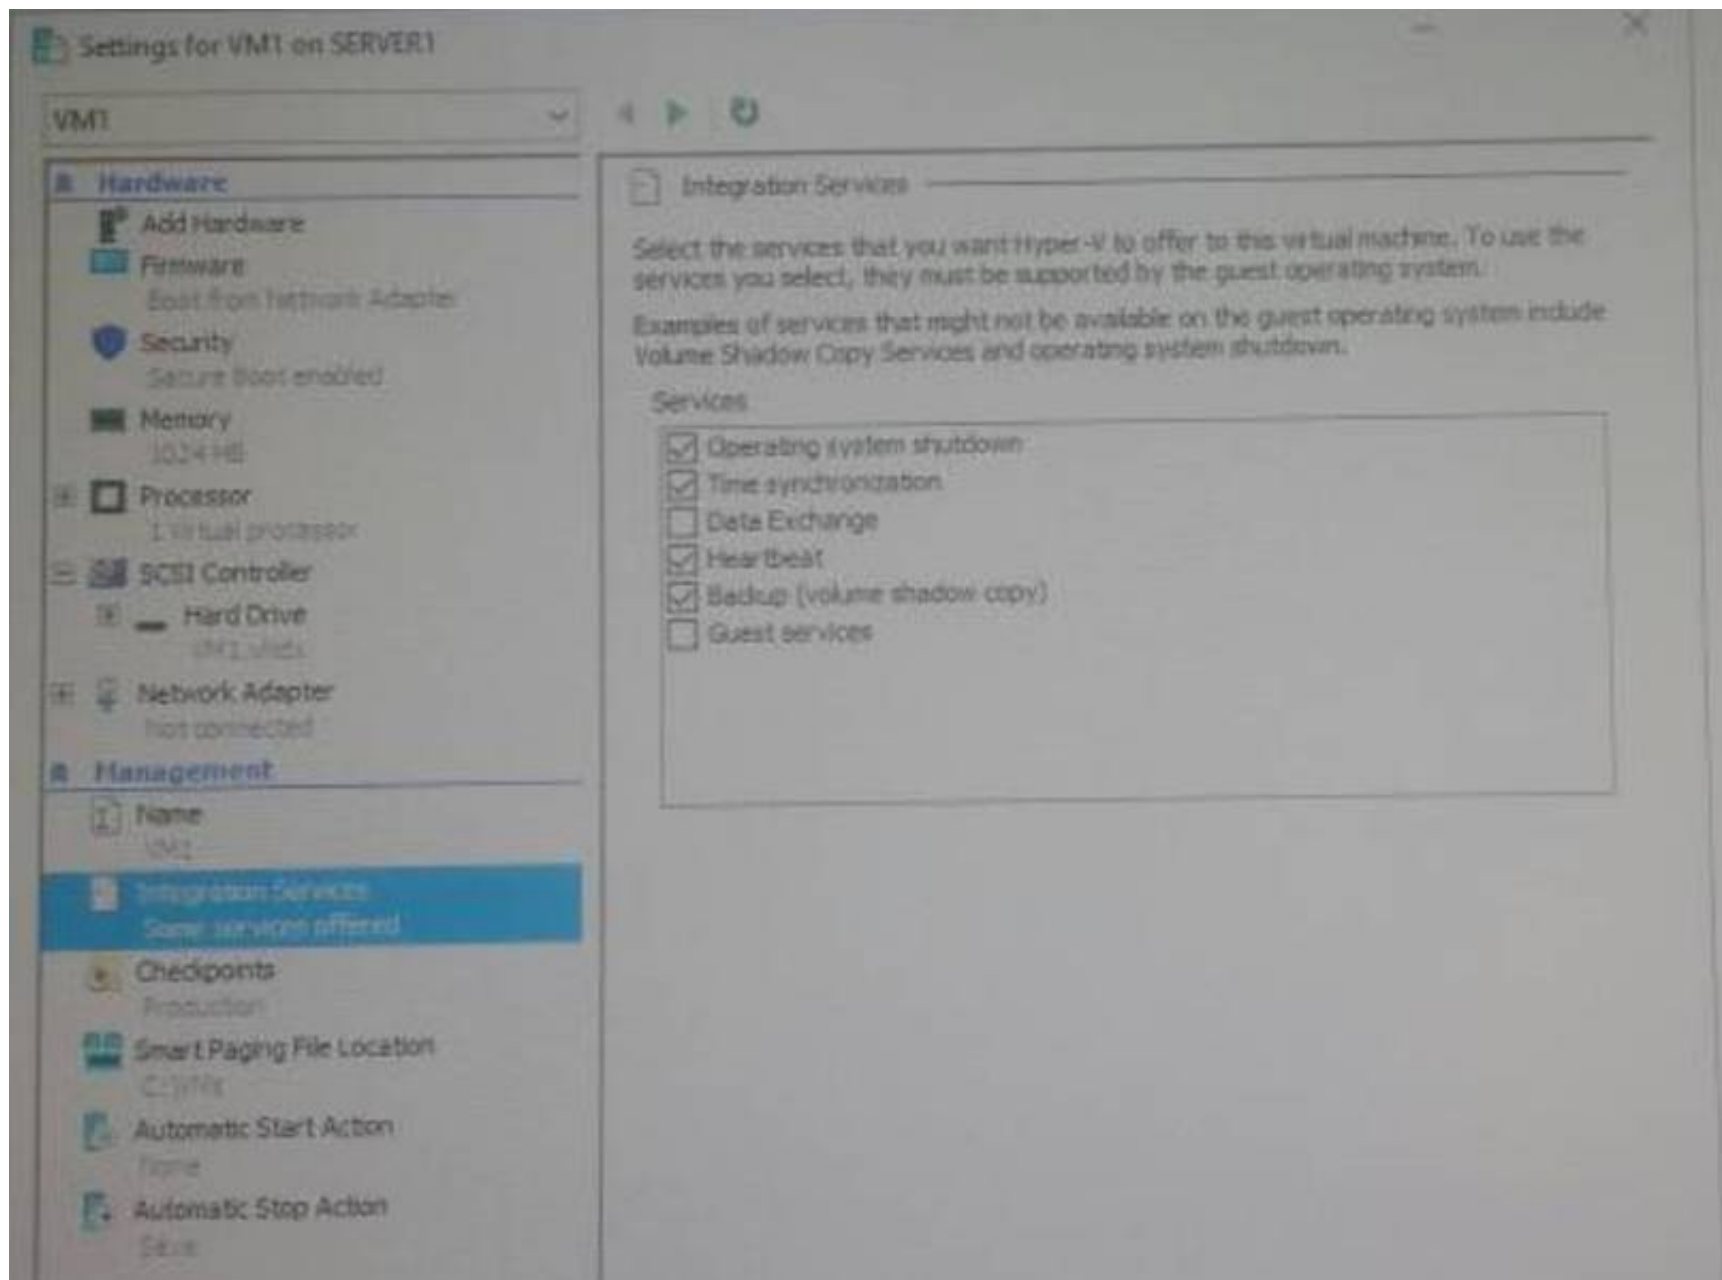 Settings for VM1 on SERVER1
VM1
Hardware
Add Hardware
Firmware
Boot from Network Adapter
Security
Secure Boot enabled
Memory
1024 MB
Processor
1 Virtual processor
SCSI Controller
Hard Drive
VM1.vhdx
Network Adapter
Not connected
Management
Name
VM1
Integration Services
Some services offered
Checkpoints
Production
Smart Paging File Location
Automatic Start Action
None
Automatic Stop Action
Save
Integration Services
Select the services that you want Hyper-V to offer to this virtual machine. To use the
services you select, they must be supported by the guest operating system.
Examples of services that might not be available on the guest operating system include
Volume Shadow Copy Services and operating system shutdown.
Services
Operating system shutdown
Time synchronization
Data Exchange
Heartbeat
Backup (volume shadow copy)
Guest services